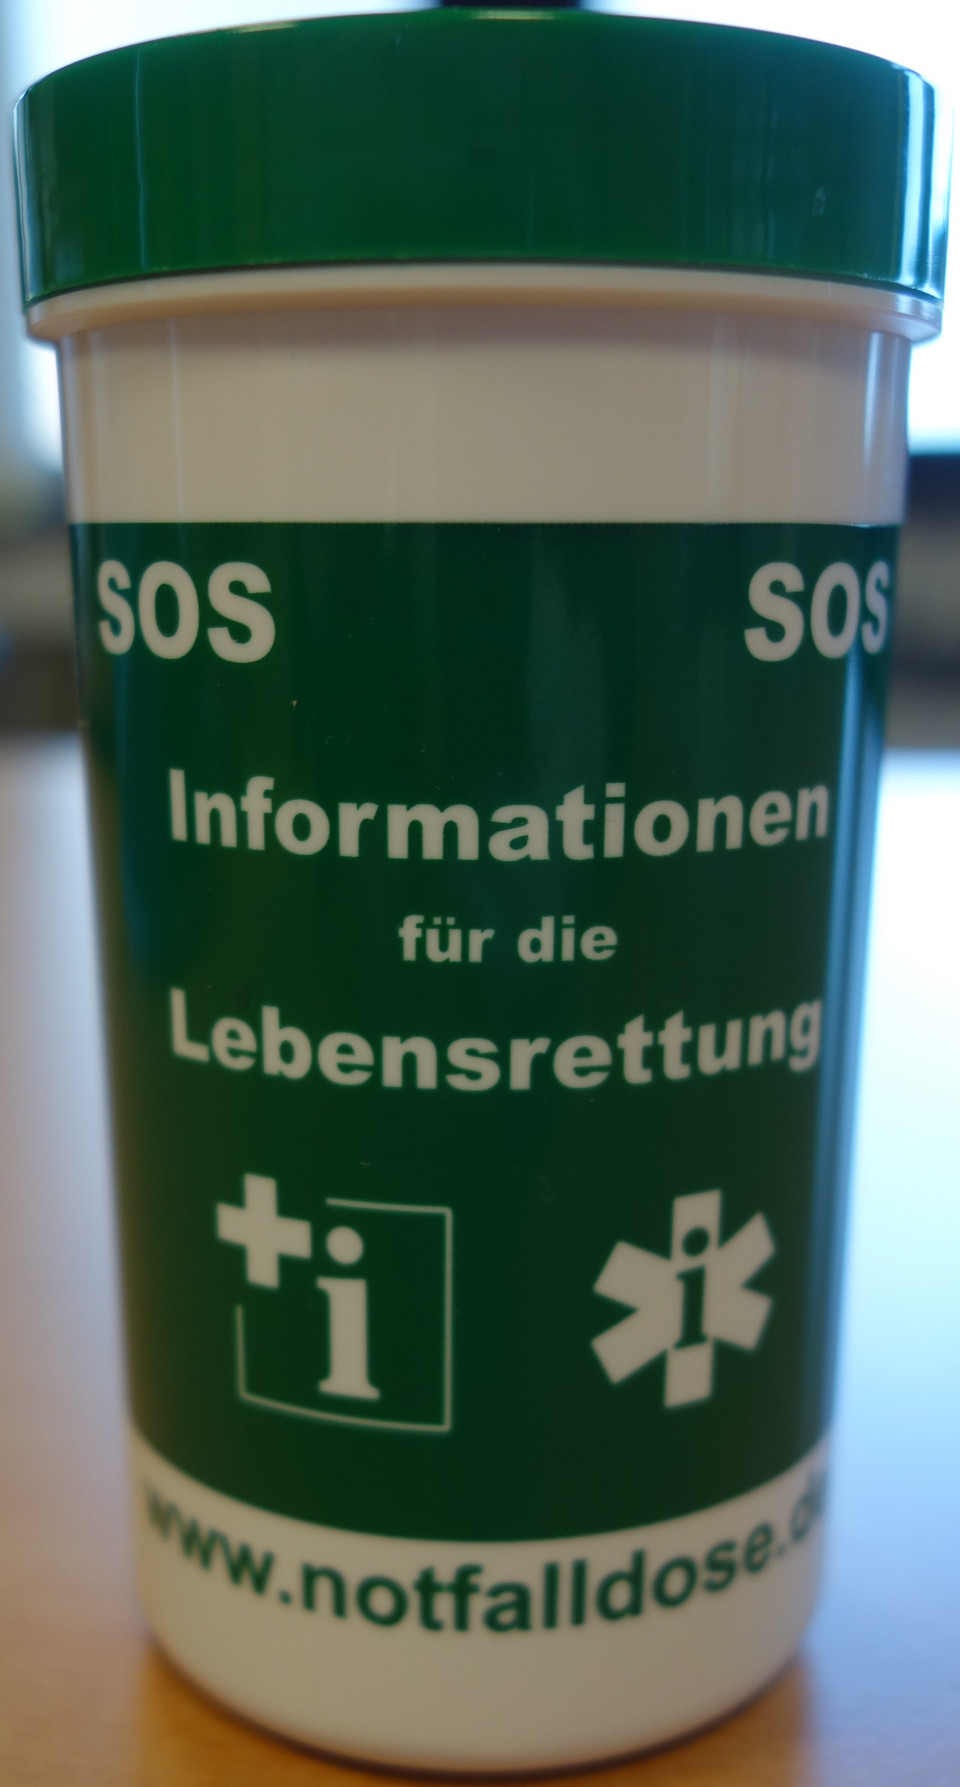 SOS SOS
Informationen
für die
Lebensrettung
i i
www.notfalldose.de